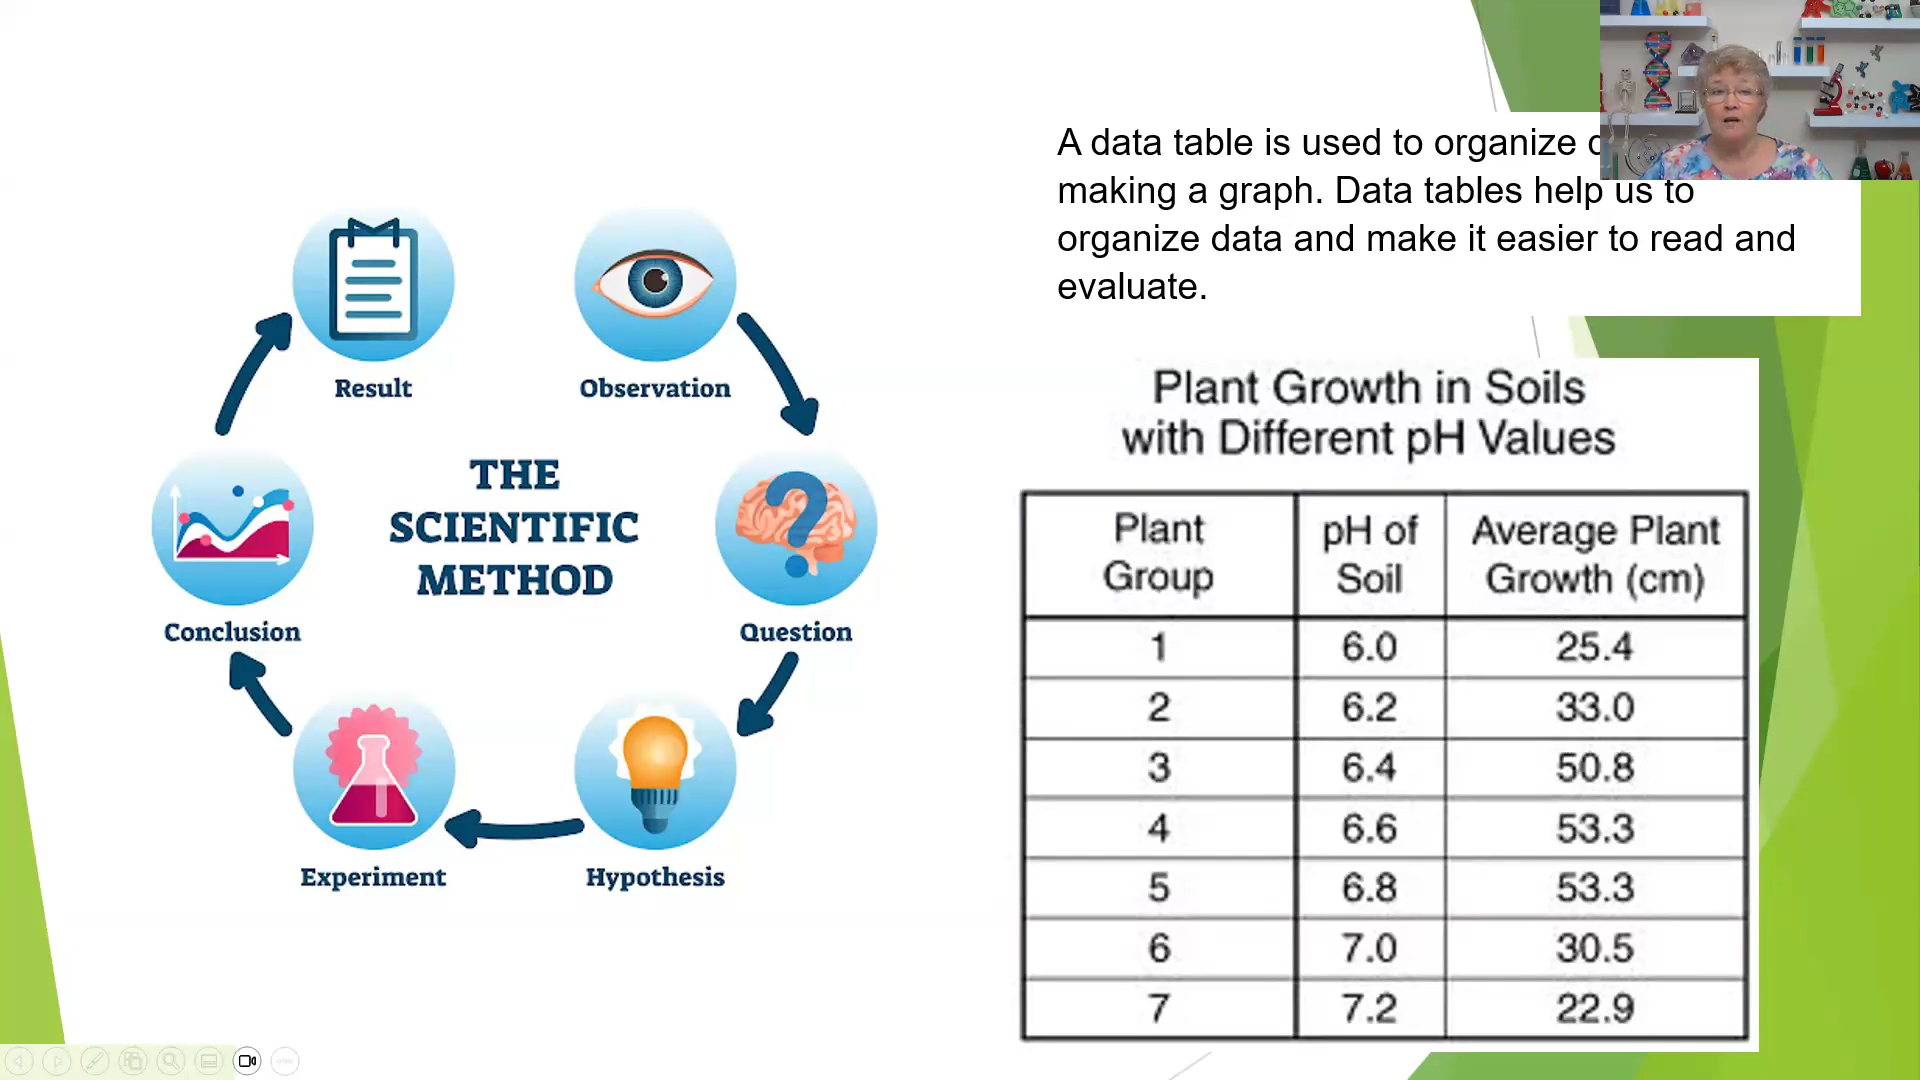 A data table is used to organize
making a graph. Data tables help us to
organize data and make it easier to read and
evaluate.
Result
Observation
THE
SCIENTIFIC
METHOD
Conclusion
Question
Experiment
Hypothesis
Plant Growth in Soils
with Different pH Values
Plant Group pH of Soil Average Plant Growth (cm)
1 6.0 25.4
2 6.2 33.0
3 6.4 50.8
4 6.6 53.3
5 6.8 53.3
6 7.0 30.5
7 7.2 22.9